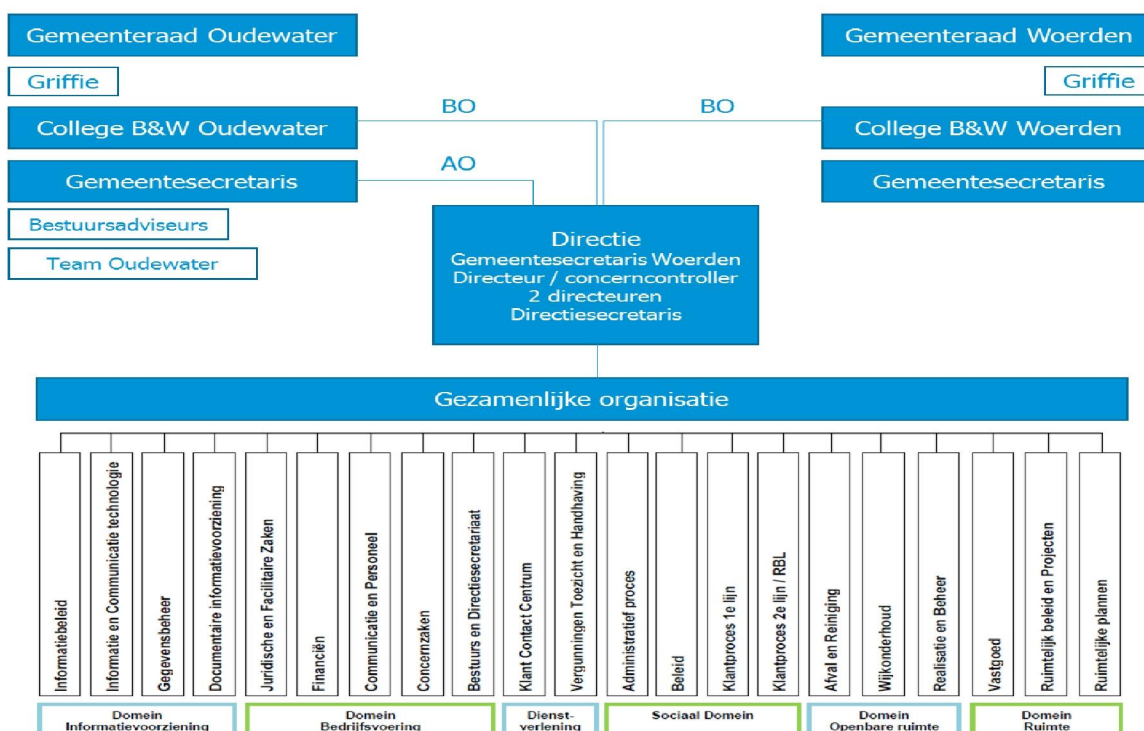 Gemeenteraad Oudewater
Gemeenteraad Woerden
Griffie
Griffie
BO
BO
College B&W Oudewater
College B&W Woerden
AO
Gemeentesecretaris
Gemeentesecretaris
Bestuursadviseurs
Team Oudewater
Directie
Gemeentesecretaris Woerden
Directeur / concerncontroller
2 directeuren
Directiesecretaris
Gezamenlijke organisatie
Informatiebeleid
Informatie en Communicatie technologie
Gegevensbeheer
Documentaire informatievoorziening
Juridische en Facilitaire Zaken
Financiën
Communicatie en Personeel
Concernzaken
Bestuurs en Directiesecretariaat
Klant Contact Centrum
Vergunningen Toezicht en Handhaving
Administratief proces
Beleid
Klantproces 1e lijn
Klantproces 2e lijn / RBL
Afval en Reiniging
Wijkonderhoud
Realisatie en Beheer
Vastgoed
Ruimtelijk beleid en Projecten
Ruimtelijke plannen
Domein
Informatievoorziening
Domein
Bedrijfsvoering
Dienst-
verlening
Sociaal Domein
Domein
Openbare ruimte
Domein
Ruimte